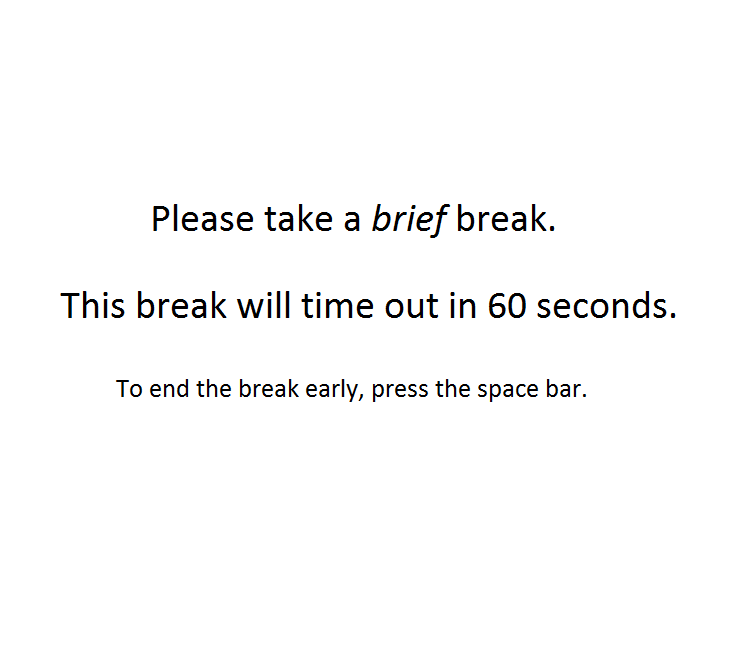 Please take a brief break.
This break will time out in 60 seconds.
To end the break early, press the space bar.